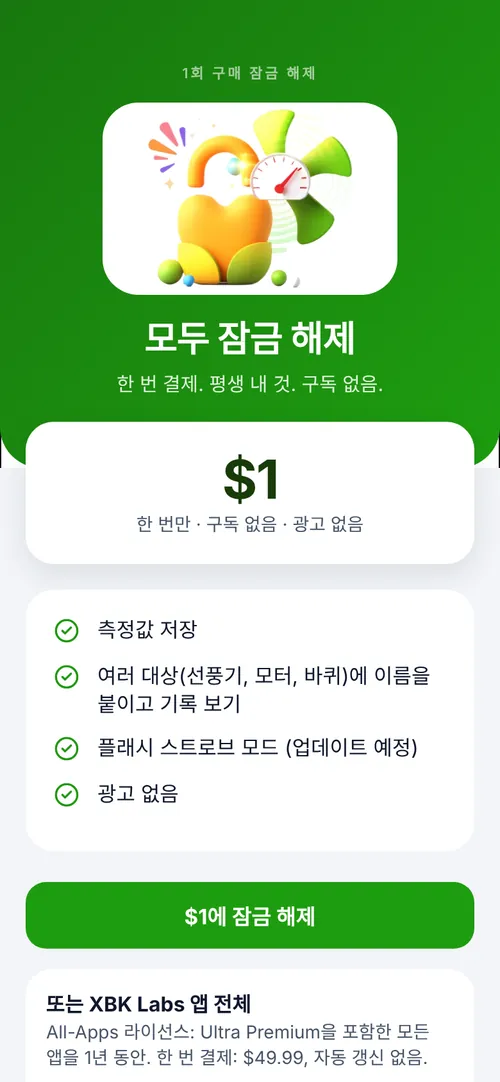 1회 구매 잠금 해제
모두 잠금 해제
한 번 결제. 평생 내 것. 구독 없음.
$1
한 번만 · 구독 없음 · 광고 없음
측정값 저장
여러 대상(선풍기, 모터, 바퀴)에 이름을
붙이고 기록 보기
플래시 스트로브 모드 (업데이트 예정)
광고 없음
$1에 잠금 해제
또는 XBK Labs 앱 전체
All-Apps 라이선스: Ultra Premium을 포함한 모든
앱을 1년 동안. 한 번 결제: $49.99, 자동 갱신 없음.